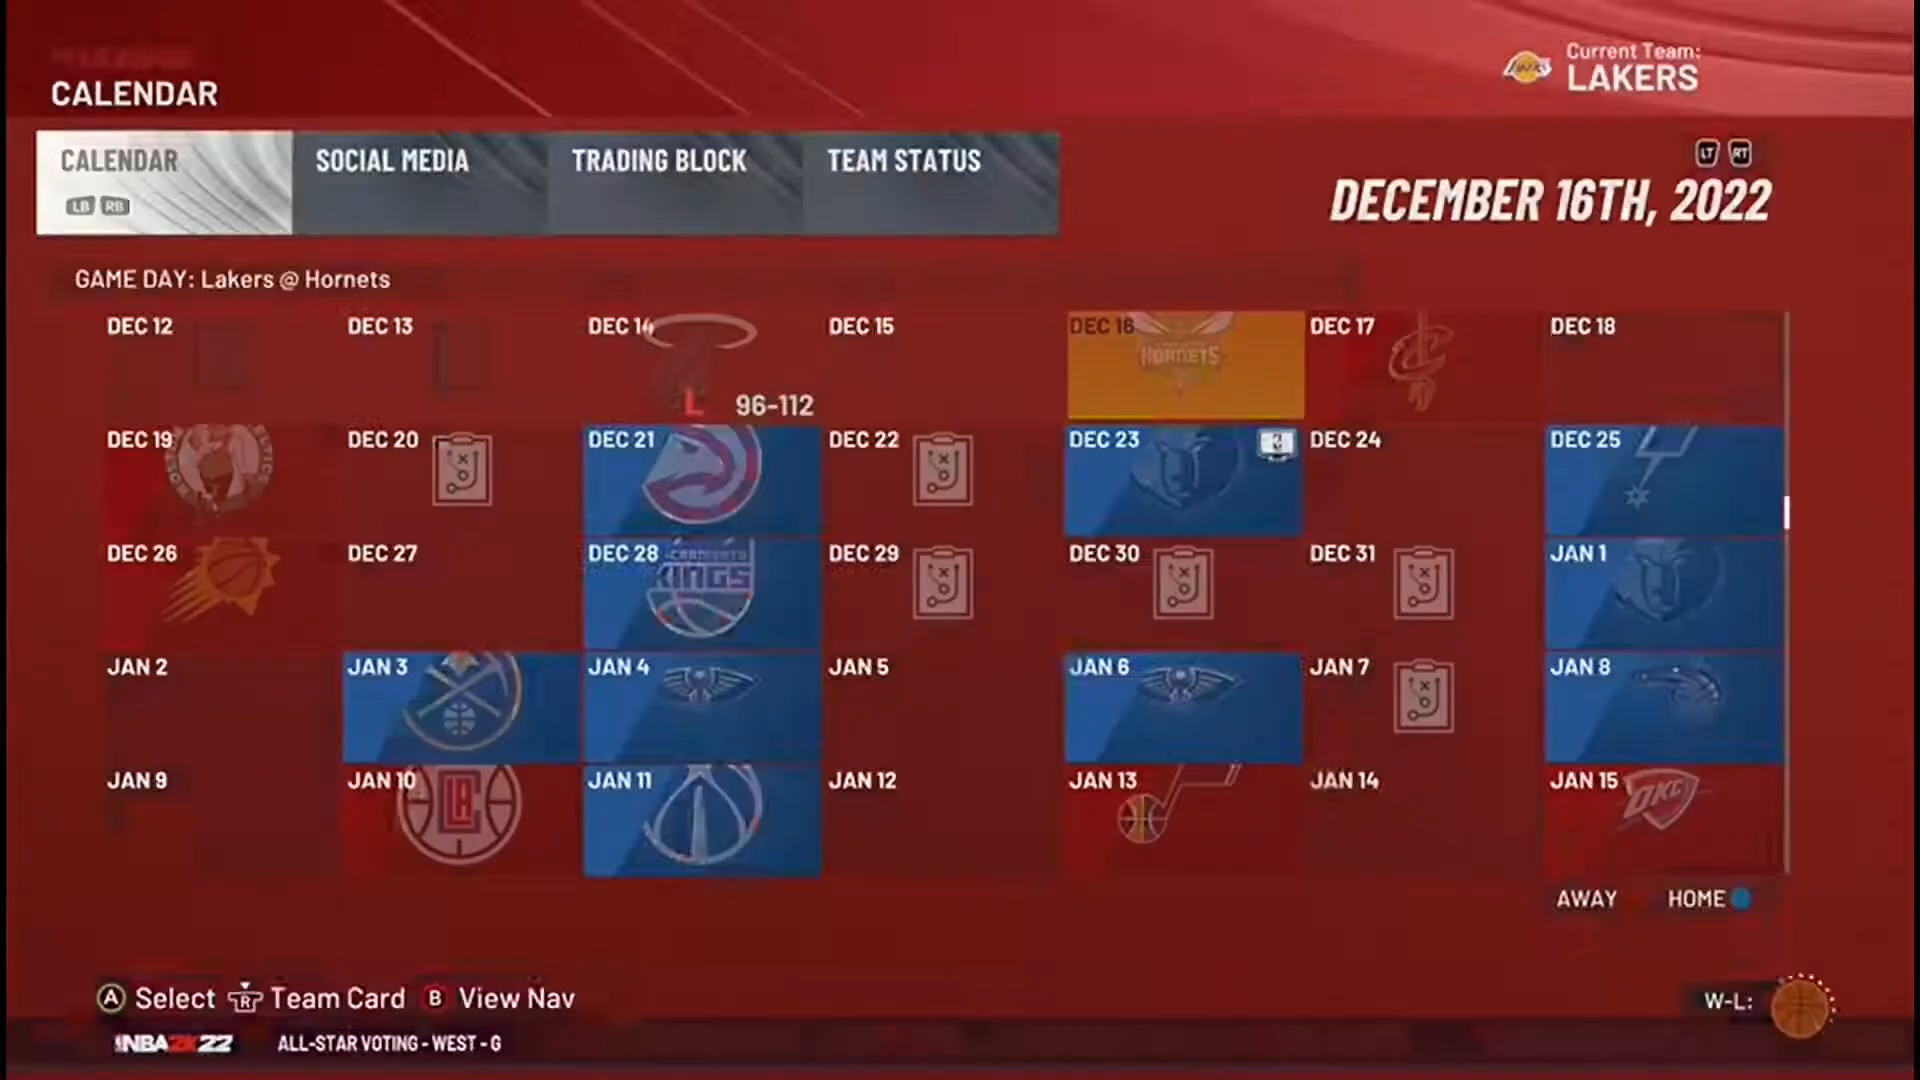 CALENDAR
Current Team:
LAKERS
CALENDAR
LB RB
SOCIAL MEDIA
TRADING BLOCK
TEAM STATUS
LT RT
DECEMBER 16TH, 2022
GAME DAY: Lakers @ Hornets
DEC 12 DEC 13 DEC 14 DEC 15 DEC 16 DEC 17 DEC 18
HORNETS
L 96-112
DEC 19 DEC 20 DEC 21 DEC 22 DEC 23 DEC 24 DEC 25
DEC 26 DEC 27 DEC 28 DEC 29 DEC 30 DEC 31 JAN 1
KINGS
JAN 2 JAN 3 JAN 4 JAN 5 JAN 6 JAN 7 JAN 8
JAN 9 JAN 10 JAN 11 JAN 12 JAN 13 JAN 14 JAN 15
LA
OKC
AWAY HOME
A Select R Team Card B View Nav
W-L:
NBA 2K22 ALL-STAR VOTING - WEST - G